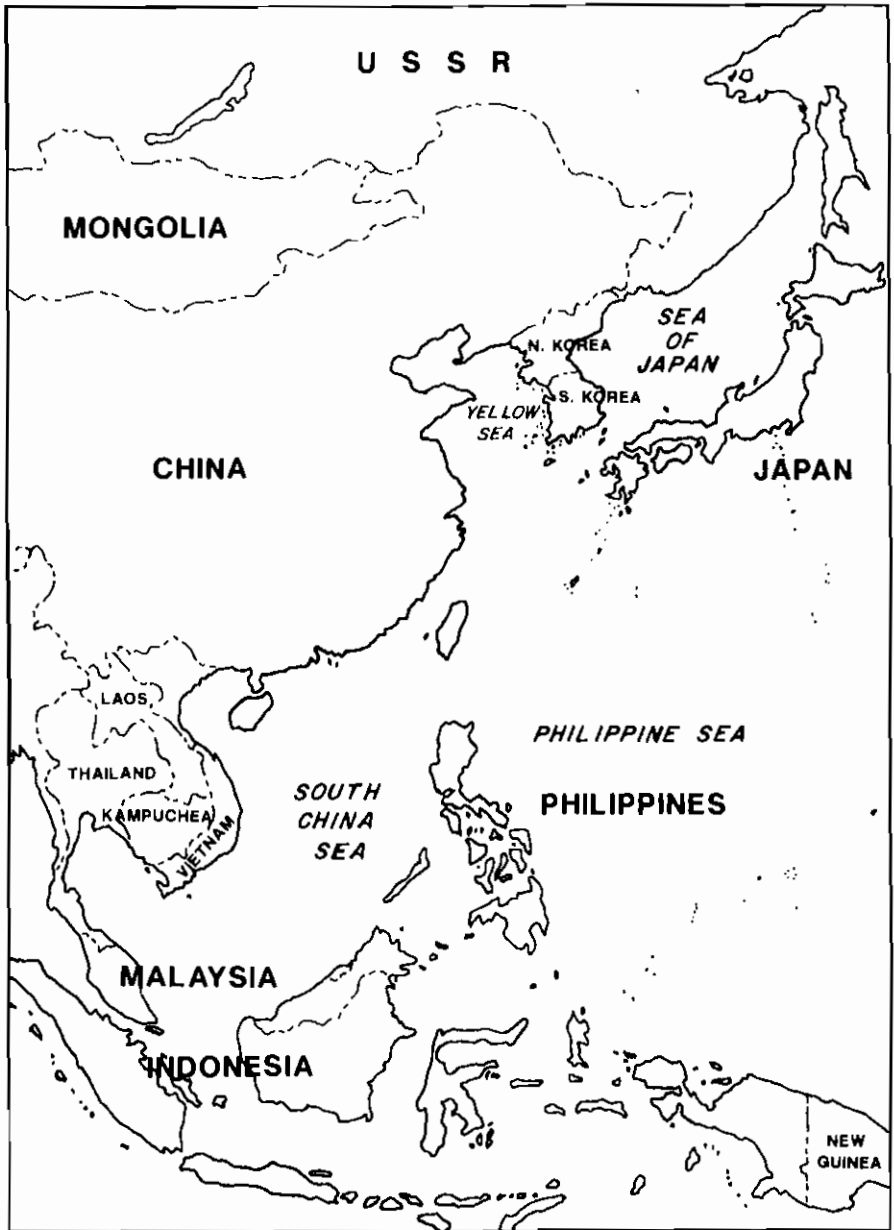 U S S R
MONGOLIA
SEA
OF
JAPAN
N. KOREA
S. KOREA
YELLOW
SEA
CHINA
JAPAN
LAOS
PHILIPPINE SEA
THAILAND
SOUTH
CHINA
SEA
PHILIPPINES
KAMPUCHEA
VIETNAM
MALAYSIA
INDONESIA
NEW
GUINEA